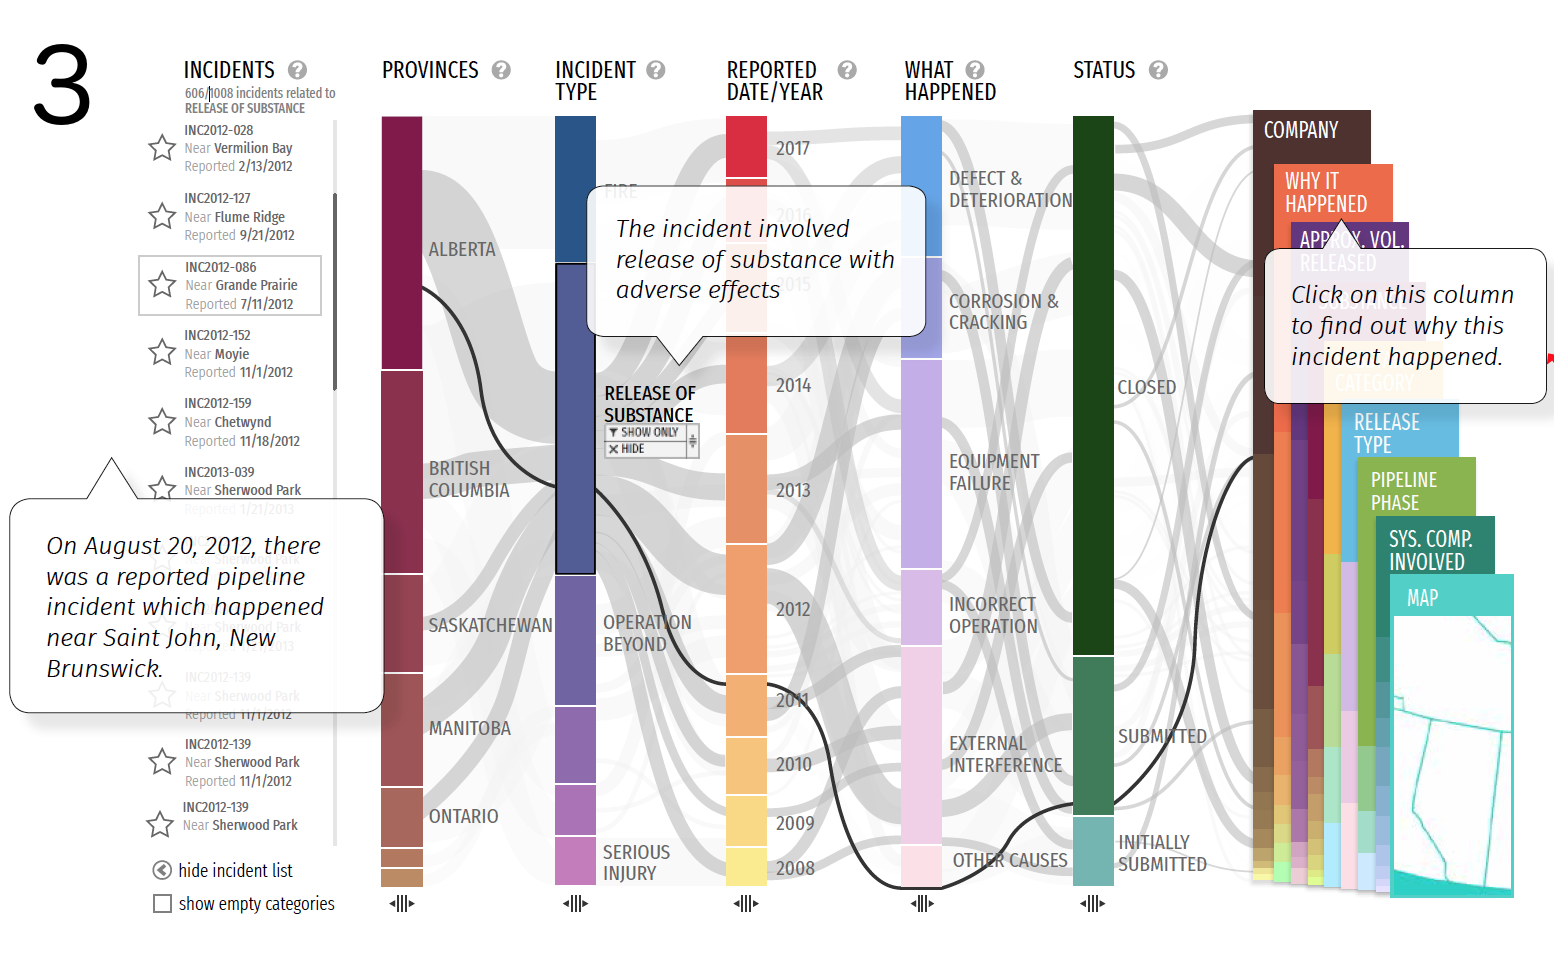 3
INCIDENTS
606/1008 incidents related to
RELEASE OF SUBSTANCE
INC2012-028
Near Vermilion Bay
Reported 2/13/2012
INC2012-127
Near Flume Ridge
Reported 9/21/2012
INC2012-086
Near Grande Prairie
Reported 7/11/2012
INC2012-152
Near Moyie
Reported 11/1/2012
INC2012-159
Near Chetwynd
Reported 11/18/2012
INC2013-039
Near Sherwood Park
Reported 1/21/2013
On August 20, 2012, there
was a reported pipeline
incident which happened
near Saint John, New
Brunswick.
Near Sherwood Park
INC2012-139
Near Sherwood Park
Reported 11/1/2012
INC2012-139
Near Sherwood Park
Reported 11/1/2012
INC2012-139
Near Sherwood Park
hide incident list
show empty categories
PROVINCES
ALBERTA
BRITISH
COLUMBIA
SASKATCHEWAN
MANITOBA
ONTARIO
INCIDENT
TYPE
FIRE
The incident involved
release of substance with
adverse effects
RELEASE OF
SUBSTANCE
SHOW ONLY
HIDE
OPERATION
BEYOND
SERIOUS
INJURY
REPORTED
DATE/YEAR
2017
2016
2015
2014
2013
2012
2011
2010
2009
2008
WHAT
HAPPENED
DEFECT &
DETERIORATION
CORROSION &
CRACKING
EQUIPMENT
FAILURE
INCORRECT
OPERATION
EXTERNAL
INTERFERENCE
OTHER CAUSES
STATUS
CLOSED
SUBMITTED
INITIALLY
SUBMITTED
COMPANY
WHY IT
HAPPENED
APPROX. VOL.
RELEASED
Click on this column
to find out why this
incident happened.
CATEGORY
RELEASE
TYPE
PIPELINE
PHASE
SYS. COMP.
INVOLVED
MAP